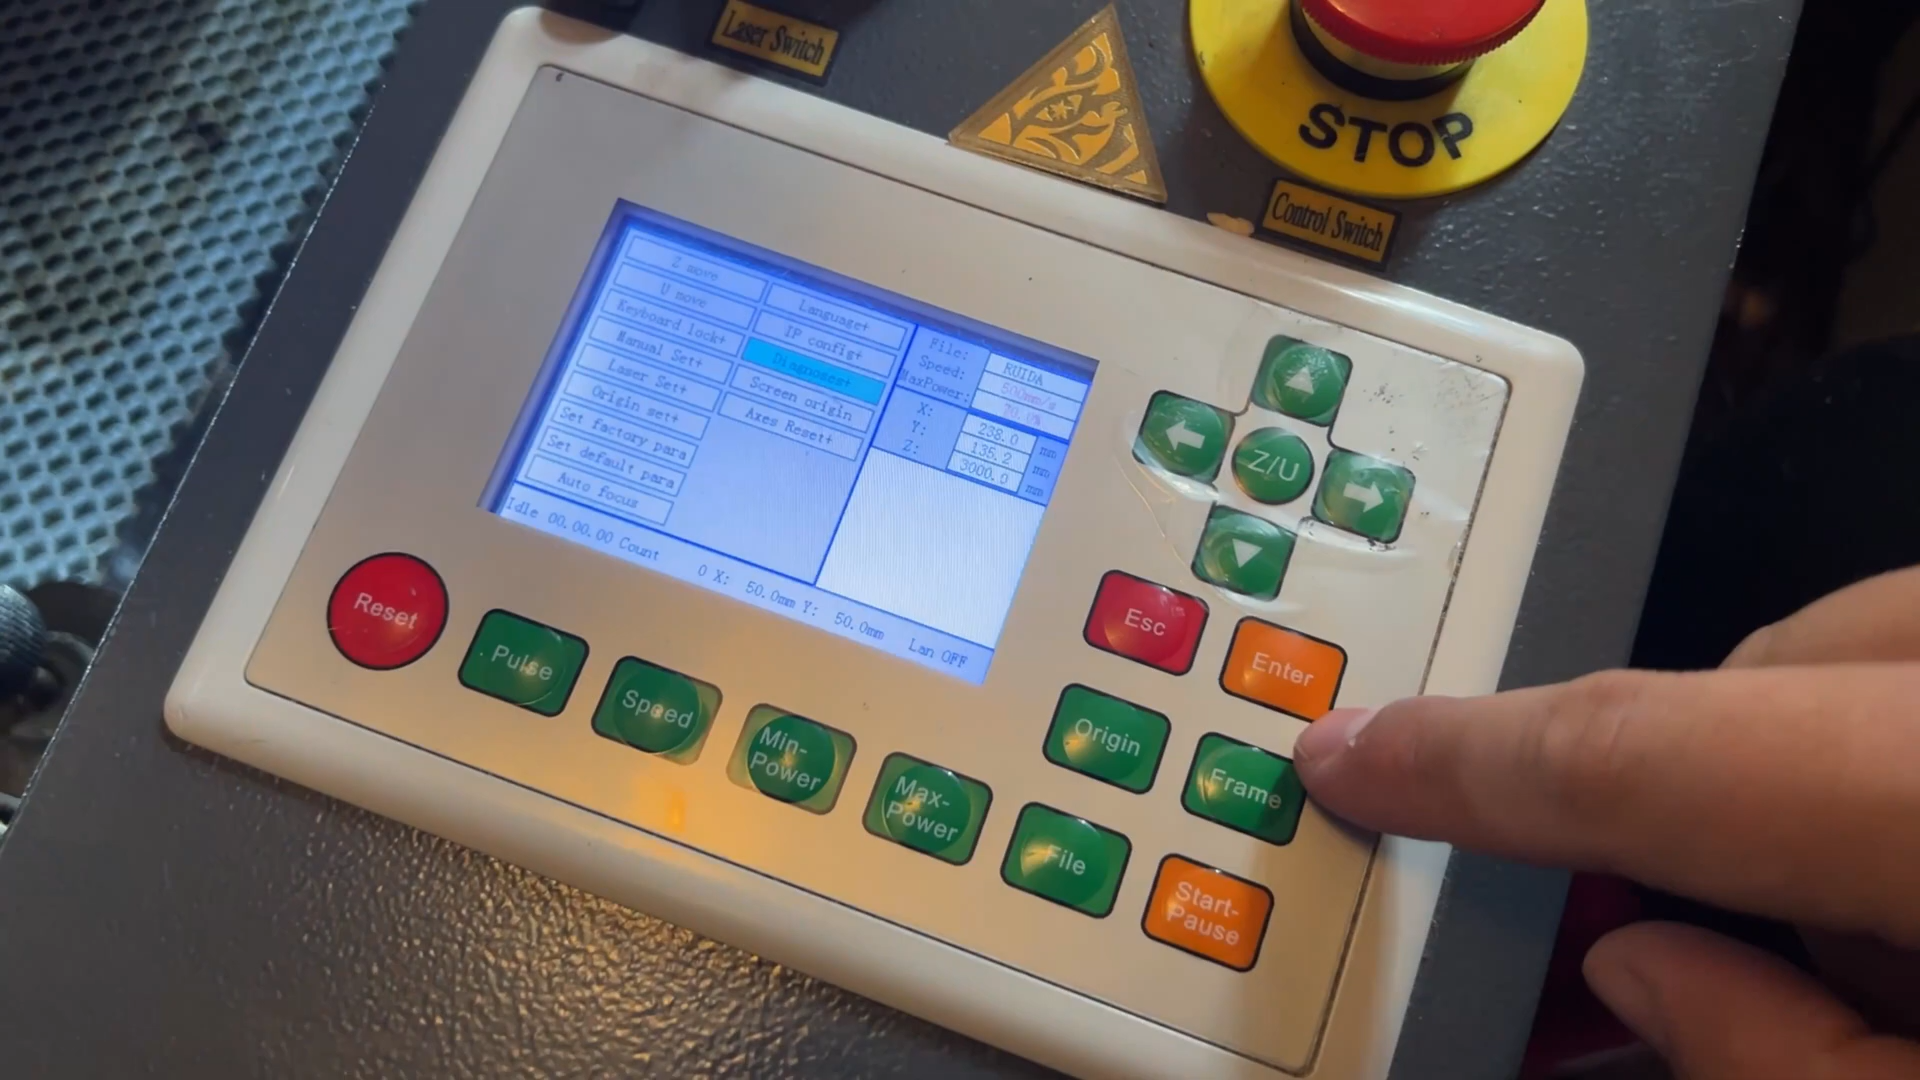 Laser Switch
STOP
Control Switch
Z move
U move
Keyboard lock+
Manual Set+
Laser Set+
Origin set+
Set factory para
Set default para
Auto focus
Language+
IP config+
Diagnoses+
Screen origin
Axes Reset+
File: RUIDA
Speed: 500mm/s
MaxPower: 70.0%
X: 238.0 mm
Y: 135.2 mm
Z: 3000.0 mm
Idle 00.00.00 Count 0 X: 50.0mm Y: 50.0mm Lan OFF
Z/U
Esc
Enter
Reset
Pulse
Speed
Min-
Power
Max-
Power
Origin
Frame
File
Start-
Pause